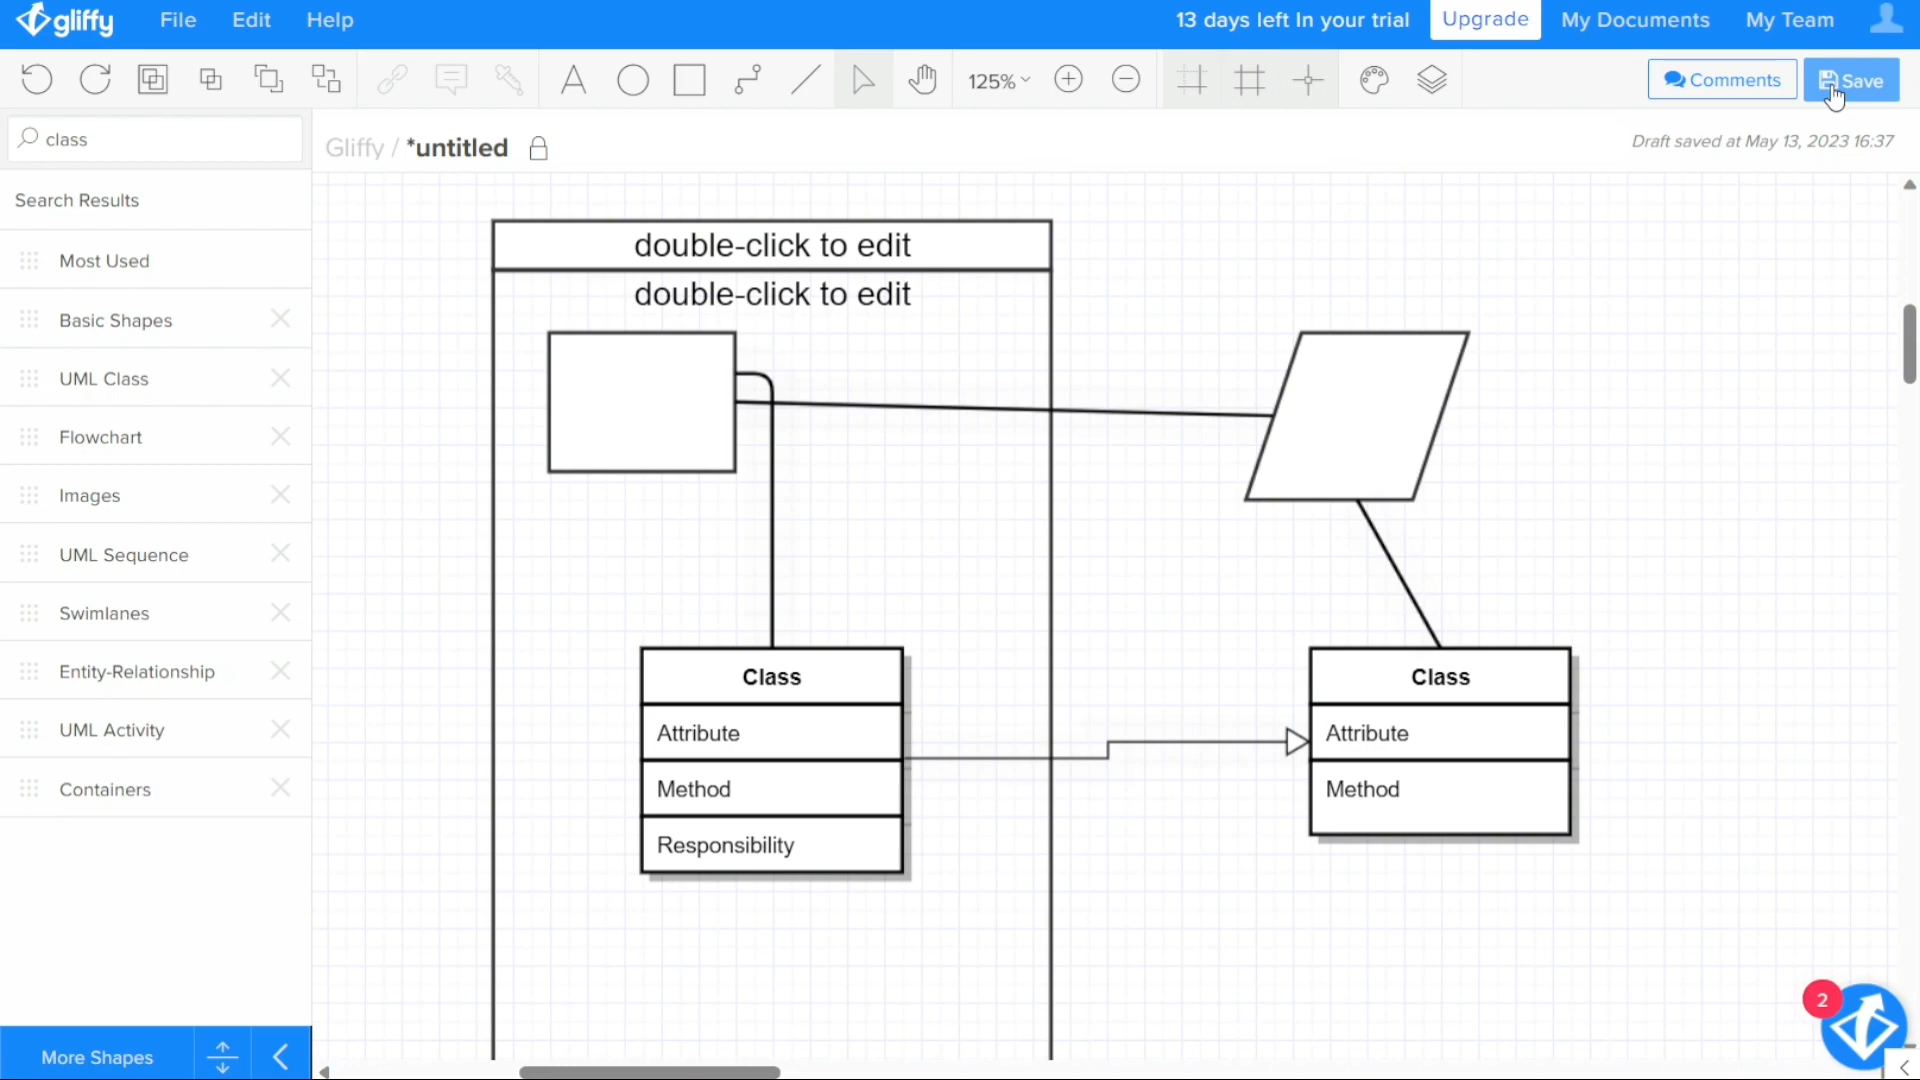 gliffy File Edit Help 13 days left In your trial Upgrade My Documents My Team
125% Comments Save
class
Gliffy / *untitled
Draft saved at May 13, 2023 16:37
Search Results
Most Used
Basic Shapes
UML Class
Flowchart
Images
UML Sequence
Swimlanes
Entity-Relationship
UML Activity
Containers
More Shapes
double-click to edit
double-click to edit
Class
Attribute
Method
Responsibility
Class
Attribute
Method
2